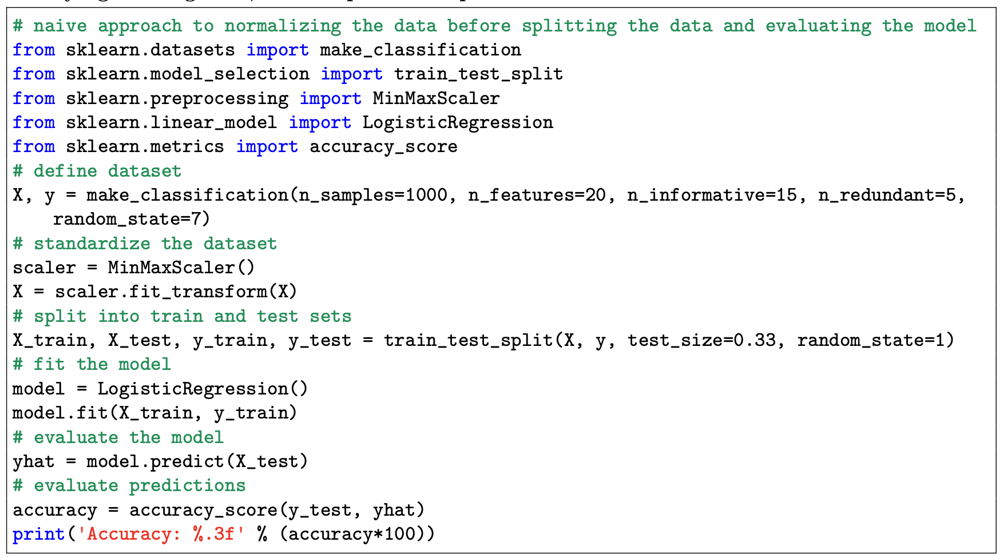 # naive approach to normalizing the data before splitting the data and evaluating the model
from sklearn.datasets import make_classification
from sklearn.model_selection import train_test_split
from sklearn.preprocessing import MinMaxScaler
from sklearn.linear_model import LogisticRegression
from sklearn.metrics import accuracy_score
# define dataset
X, y = make_classification(n_samples=1000, n_features=20, n_informative=15, n_redundant=5,
    random_state=7)
# standardize the dataset
scaler = MinMaxScaler()
X = scaler.fit_transform(X)
# split into train and test sets
X_train, X_test, y_train, y_test = train_test_split(X, y, test_size=0.33, random_state=1)
# fit the model
model = LogisticRegression()
model.fit(X_train, y_train)
# evaluate the model
yhat = model.predict(X_test)
# evaluate predictions
accuracy = accuracy_score(y_test, yhat)
print('Accuracy: %.3f' % (accuracy*100))